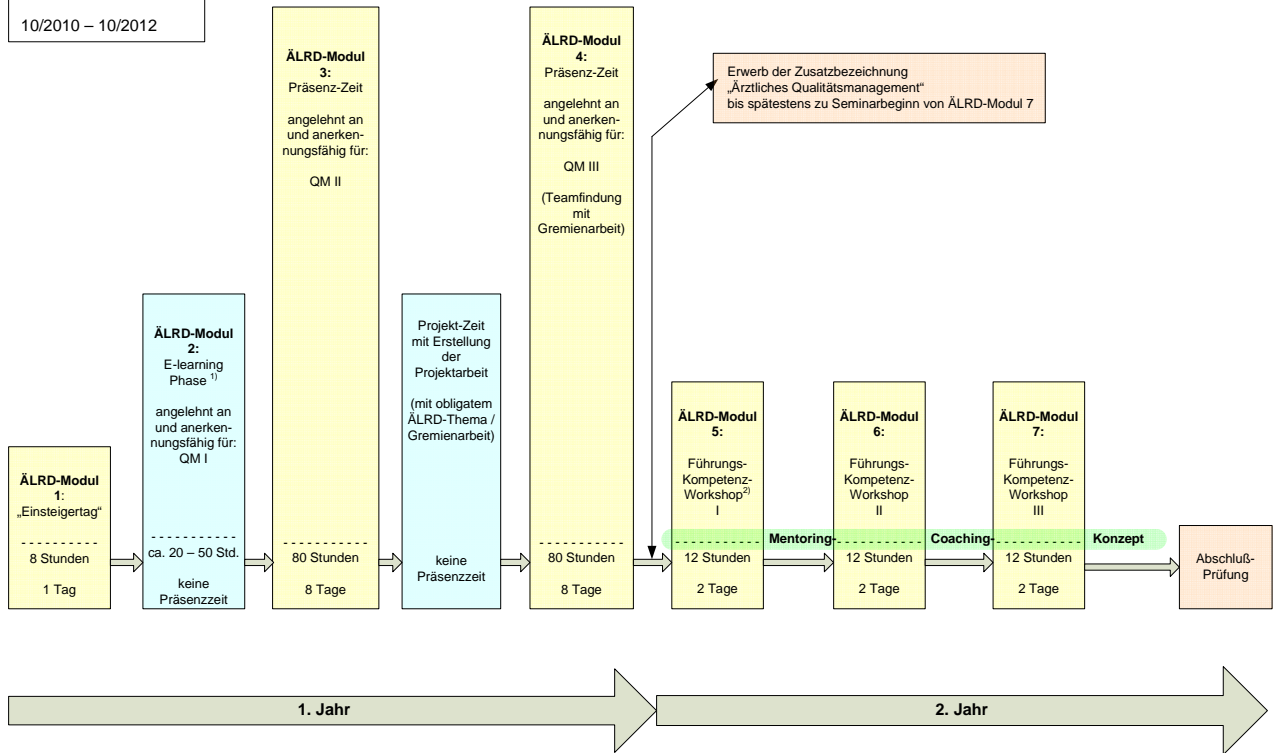 10/2010 – 10/2012
ÄLRD-Modul
1:
„Einsteigertag“
- - - - - - - - - - -
8 Stunden
1 Tag
ÄLRD-Modul
2:
E-learning
Phase 1)
angelehnt an
und anerken-
nungsfähig für:
QM I
- - - - - - - - - - -
ca. 20 – 50 Std.
keine
Präsenzzeit
ÄLRD-Modul
3:
Präsenz-Zeit
angelehnt an
und anerken-
nungsfähig für:
QM II
- - - - - - - - - - -
80 Stunden
8 Tage
Projekt-Zeit
mit Erstellung
der
Projektarbeit
(mit obligatem
ÄLRD-Thema /
Gremienarbeit)
keine
Präsenzzeit
ÄLRD-Modul
4:
Präsenz-Zeit
angelehnt an
und anerken-
nungsfähig für:
QM III
(Teamfindung
mit
Gremienarbeit)
- - - - - - - - - - -
80 Stunden
8 Tage
Erwerb der Zusatzbezeichnung
„Ärztliches Qualitätsmanagement“
bis spätestens zu Seminarbeginn von ÄLRD-Modul 7
ÄLRD-Modul
5:
Führungs-
Kompetenz-
Workshop2)
I
12 Stunden
2 Tage
ÄLRD-Modul
6:
Führungs-
Kompetenz-
Workshop
II
12 Stunden
2 Tage
ÄLRD-Modul
7:
Führungs-
Kompetenz-
Workshop
III
12 Stunden
2 Tage
- - - - - - - - - - - Mentoring- - - - - - - - - - - - Coaching- - - - - - - - - - - - Konzept
Abschluß-
Prüfung
1. Jahr
2. Jahr